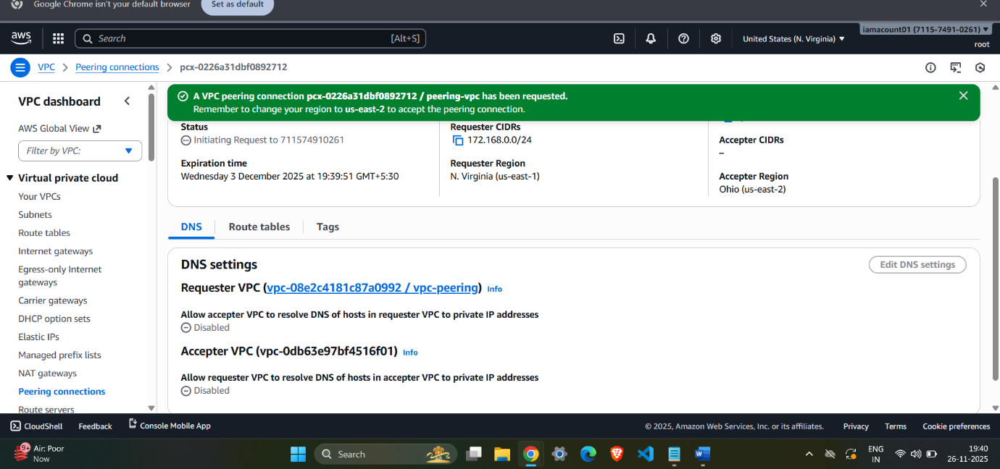 Google Chrome isn't your default browser
Set as default
aws
Search
[Alt+S]
United States (N. Virginia)
iamacount01 (7115-7491-0261)
root
VPC
Peering connections
pcx-0226a31dbf0892712
VPC dashboard
AWS Global View
Filter by VPC:
Virtual private cloud
Your VPCs
Subnets
Route tables
Internet gateways
Egress-only Internet
gateways
Carrier gateways
DHCP option sets
Elastic IPs
Managed prefix lists
NAT gateways
Peering connections
Route servers
A VPC peering connection pcx-0226a31dbf0892712 / peering-vpc has been requested.
Remember to change your region to us-east-2 to accept the peering connection.
Status
Initiating Request to 711574910261
Expiration time
Wednesday 3 December 2025 at 19:39:51 GMT+5:30
Requester CIDRs
172.168.0.0/24
Requester Region
N. Virginia (us-east-1)
Accepter CIDRs
–
Accepter Region
Ohio (us-east-2)
DNS
Route tables
Tags
DNS settings
Edit DNS settings
Requester VPC (vpc-08e2c4181c87a0992 / vpc-peering) Info
Allow accepter VPC to resolve DNS of hosts in requester VPC to private IP addresses
Disabled
Accepter VPC (vpc-0db63e97bf4516f01) Info
Allow requester VPC to resolve DNS of hosts in accepter VPC to private IP addresses
Disabled
CloudShell
Feedback
Console Mobile App
© 2025, Amazon Web Services, Inc. or its affiliates.
Privacy
Terms
Cookie preferences
9+
Air: Poor
Now
Search
ENG
IN
19:40
26-11-2025